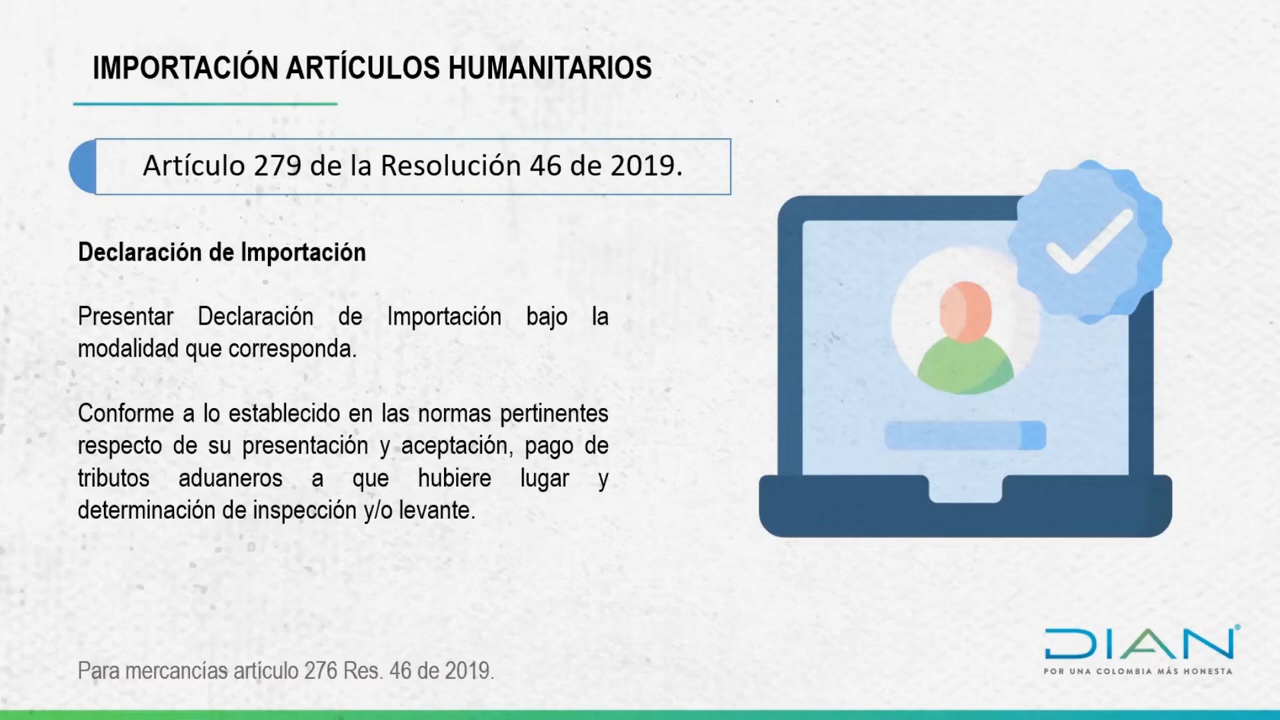 IMPORTACIÓN ARTÍCULOS HUMANITARIOS
Artículo 279 de la Resolución 46 de 2019.
Declaración de Importación
Presentar Declaración de Importación bajo la
modalidad que corresponda.
Conforme a lo establecido en las normas pertinentes
respecto de su presentación y aceptación, pago de
tributos aduaneros a que hubiere lugar y
determinación de inspección y/o levante.
Para mercancías artículo 276 Res. 46 de 2019.
DIAN®
POR UNA COLOMBIA MÁS HONESTA